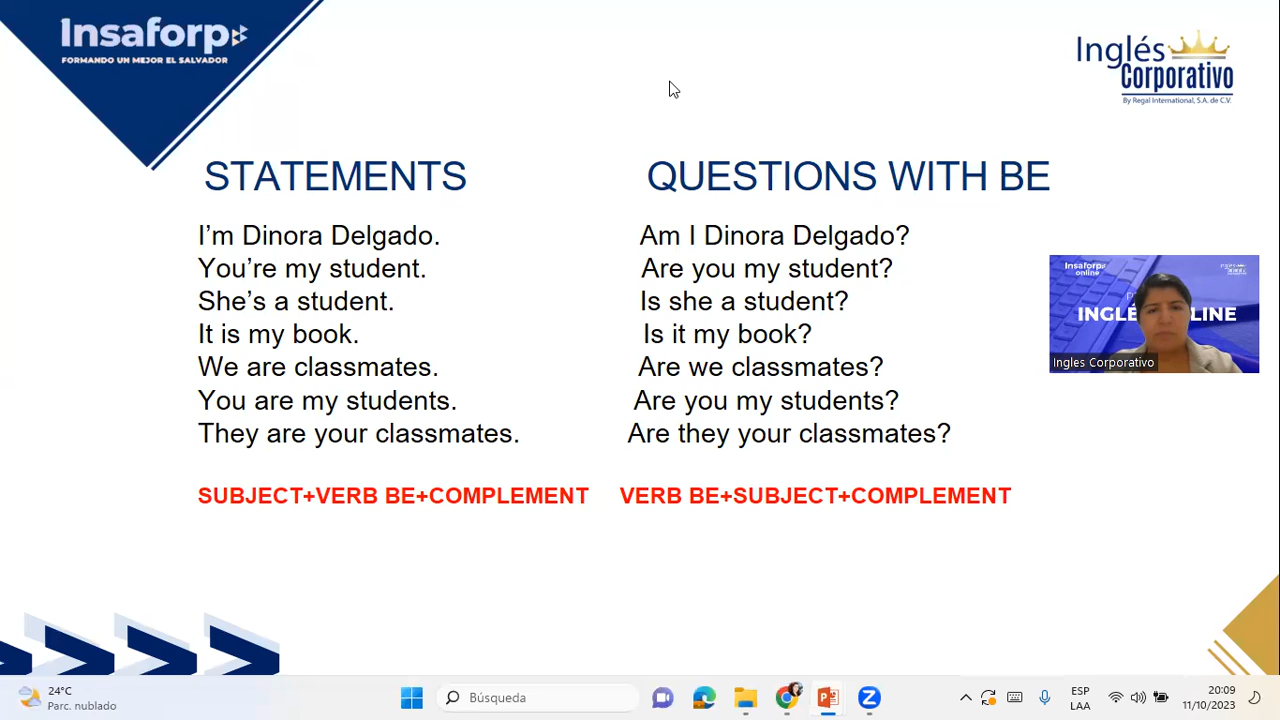 Insaforp
FORMANDO UN MEJOR EL SALVADOR
Inglés
Corporativo
By Regal International, S.A. de C.V.
STATEMENTS
I'm Dinora Delgado.
You're my student.
She's a student.
It is my book.
We are classmates.
You are my students.
They are your classmates.
SUBJECT+VERB BE+COMPLEMENT
QUESTIONS WITH BE
Am I Dinora Delgado?
Are you my student?
Is she a student?
Is it my book?
Are we classmates?
Are you my students?
Are they your classmates?
VERB BE+SUBJECT+COMPLEMENT
Insaforp
online
Ingles Corporativo
24°C
Parc. nublado
Búsqueda
ESP
LAA
20:09
11/10/2023